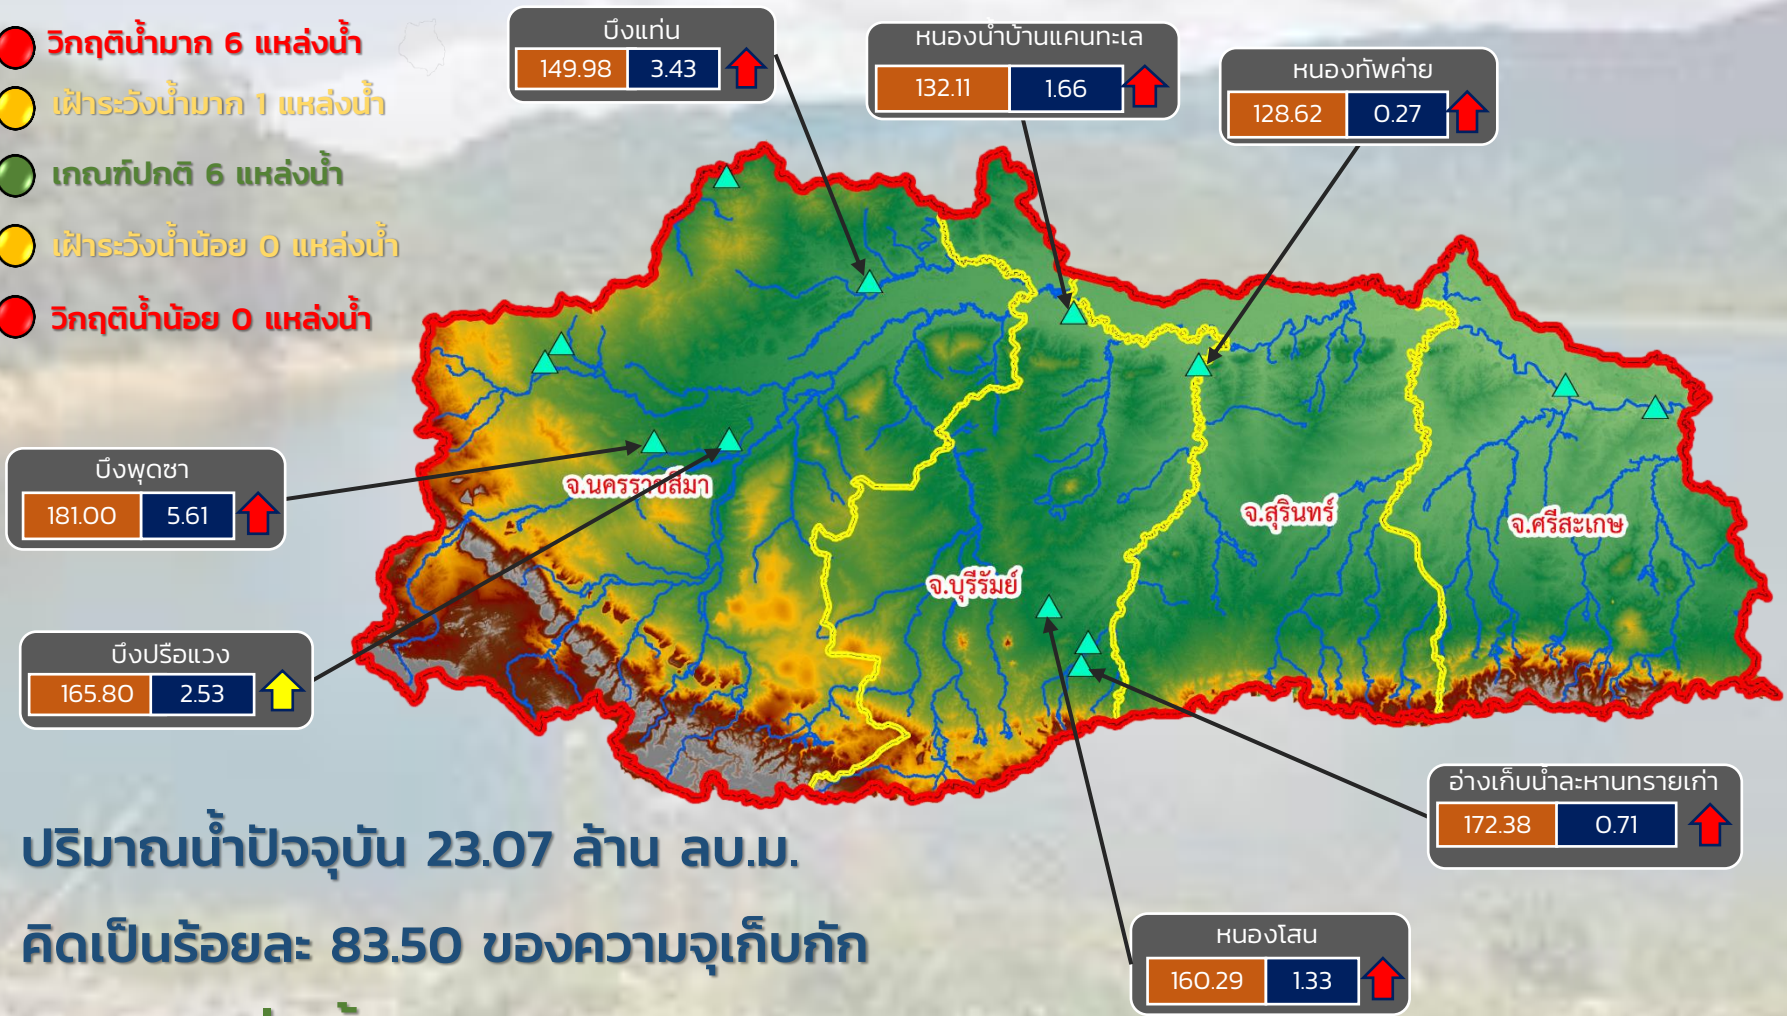 วิกฤติน้ำมาก 6 แหล่งน้ำ
เฝ้าระวังน้ำมาก 1 แหล่งน้ำ
เกณฑ์ปกติ 6 แหล่งน้ำ
เฝ้าระวังน้ำน้อย 0 แหล่งน้ำ
วิกฤติน้ำน้อย 0 แหล่งน้ำ
บึงแท่น
149.98 3.43
หนองน้ำบ้านแคนทะเล
132.11 1.66
หนองทัพค่าย
128.62 0.27
บึงพุดซา
181.00 5.61
บึงปรือแวง
165.80 2.53
จ.นครราชสีมา
จ.บุรีรัมย์
จ.สุรินทร์
จ.ศรีสะเกษ
อ่างเก็บน้ำละหานทรายเก่า
172.38 0.71
หนองโสน
160.29 1.33
ปริมาณน้ำปัจจุบัน 23.07 ล้าน ลบ.ม.
คิดเป็นร้อยละ 83.50 ของความจุเก็บกัก